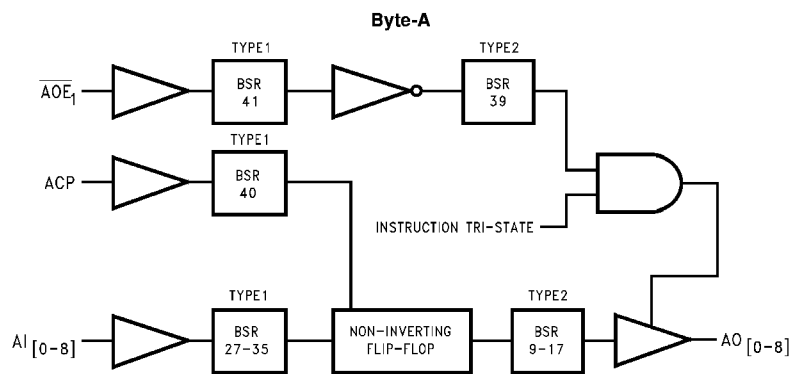 Byte-A
TYPE1
TYPE2
AOE1
BSR
41
BSR
39
TYPE1
ACP
BSR
40
INSTRUCTION TRI-STATE
TYPE1
TYPE2
AI[0-8]
BSR
27-35
NON-INVERTING
FLIP-FLOP
BSR
9-17
AO[0-8]